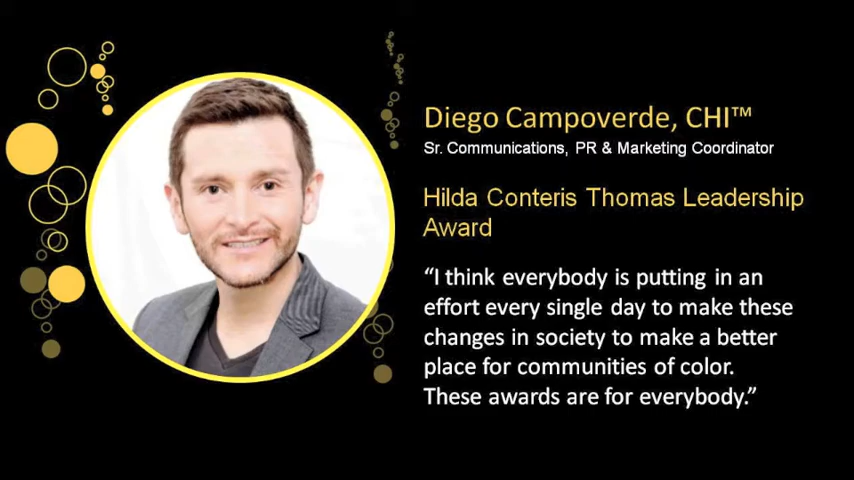 Diego Campoverde, CHI™
Sr. Communications, PR & Marketing Coordinator
Hilda Conteris Thomas Leadership
Award
“I think everybody is putting in an
effort every single day to make these
changes in society to make a better
place for communities of color.
These awards are for everybody.”